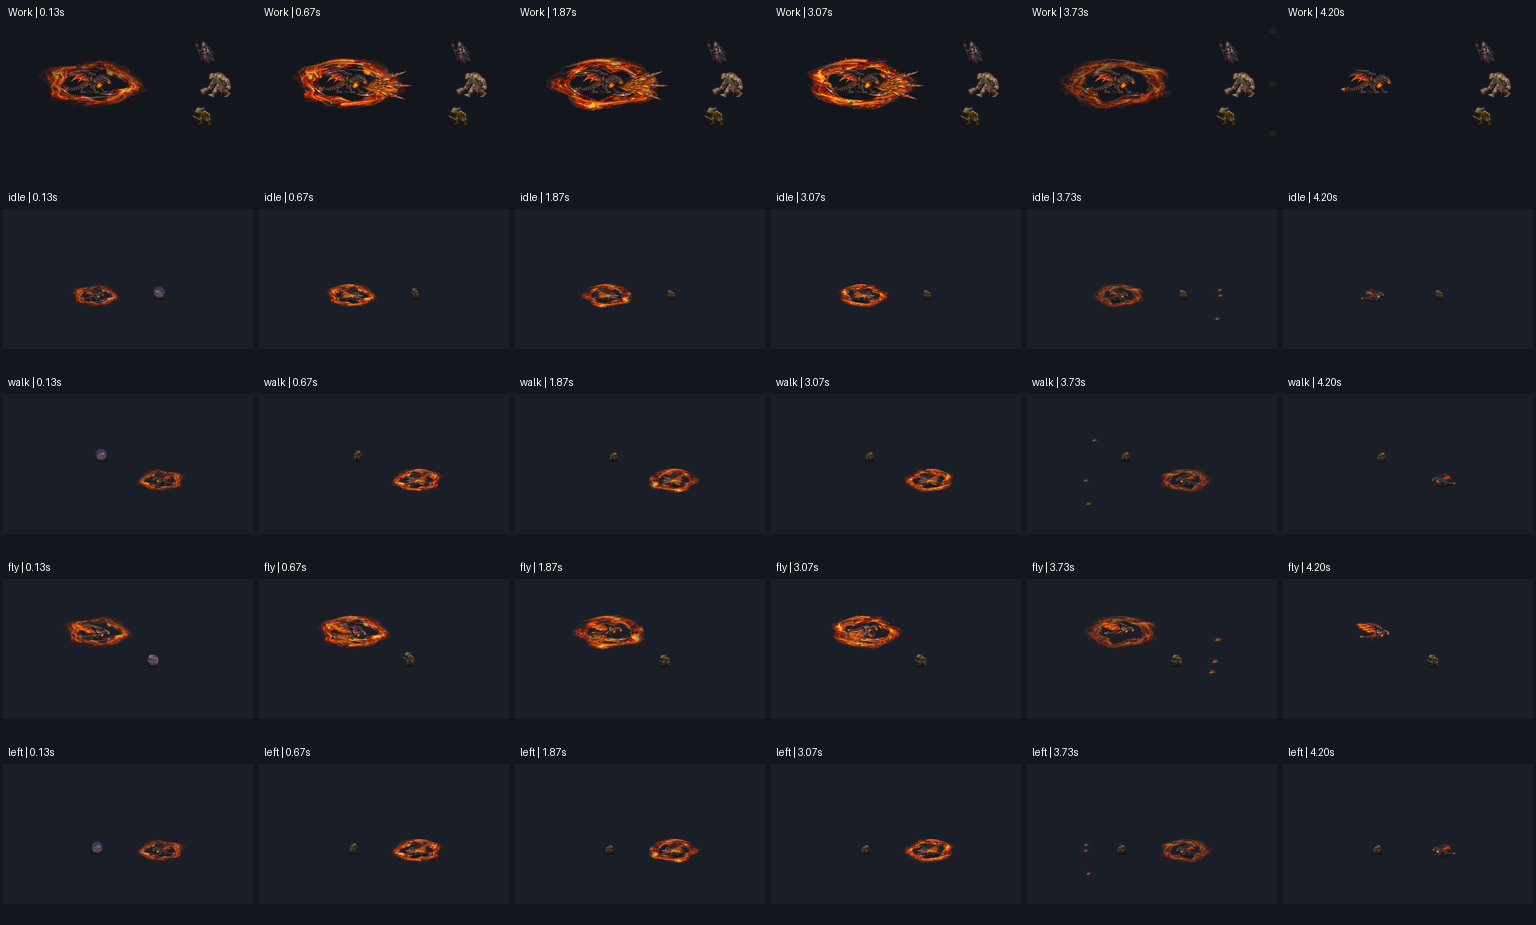 Work | 0.13s
Work | 0.67s
Work | 1.87s
Work | 3.07s
Work | 3.73s
Work | 4.20s
idle | 0.13s
idle | 0.67s
idle | 1.87s
idle | 3.07s
idle | 3.73s
idle | 4.20s
walk | 0.13s
walk | 0.67s
walk | 1.87s
walk | 3.07s
walk | 3.73s
walk | 4.20s
fly | 0.13s
fly | 0.67s
fly | 1.87s
fly | 3.07s
fly | 3.73s
fly | 4.20s
left | 0.13s
left | 0.67s
left | 1.87s
left | 3.07s
left | 3.73s
left | 4.20s